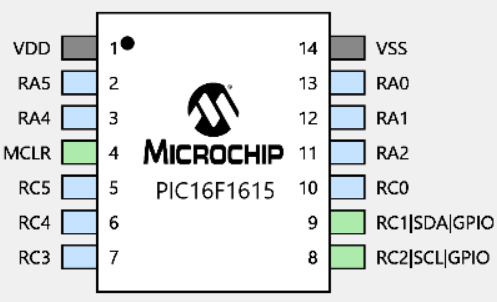 VDD 1 14 VSS
RA5 2 13 RA0
RA4 3 12 RA1
MCLR 4 MICROCHIP 11 RA2
RC5 5 PIC16F1615 10 RC0
RC4 6 9 RC1|SDA|GPIO
RC3 7 8 RC2|SCL|GPIO